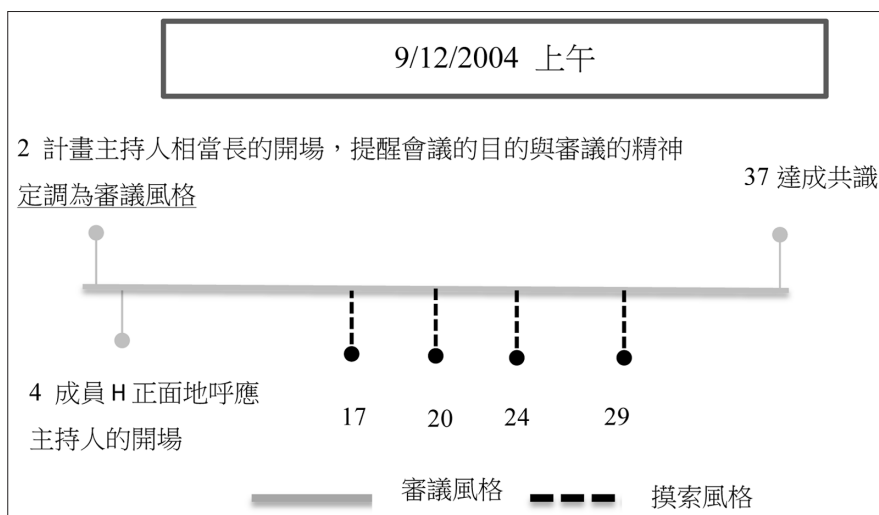 9/12/2004 上午
2 計畫主持人相當長的開場，提醒會議的目的與審議的精神
定調為審議風格
37 達成共識
4 成員 H 正面地呼應
主持人的開場
17 20 24 29
審議風格 摸索風格